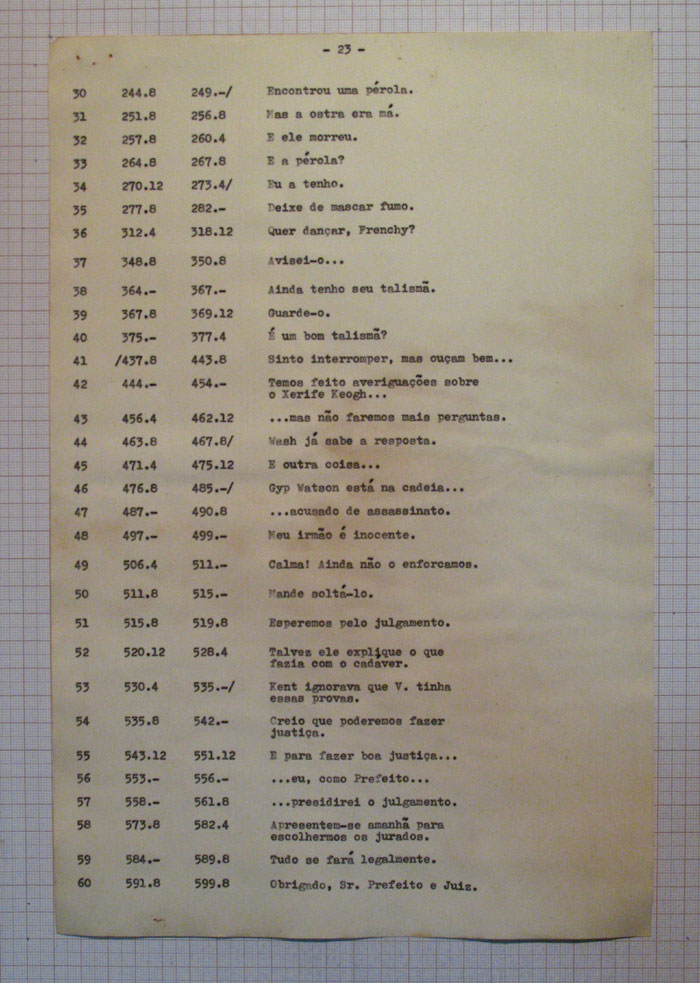 - 23 -
30 244.8 249.-/ Encontrou uma pérola.
31 251.8 256.8 Mas a ostra era má.
32 257.8 260.4 E ele morreu.
33 264.8 267.8 E a pérola?
34 270.12 273.4/ Eu a tenho.
35 277.8 282.- Deixe de mascar fumo.
36 312.4 318.12 Quer dançar, Frenchy?
37 348.8 350.8 Avisei-o...
38 364.- 367.- Ainda tenho seu talismã.
39 367.8 369.12 Guarde-o.
40 375.- 377.4 É um bom talismã?
41 /437.8 443.8 Sinto interromper, mas ouçam bem...
42 444.- 454.- Temos feito averiguações sobre
o Xerife Keogh...
43 456.4 462.12 ...mas não faremos mais perguntas.
44 463.8 467.8/ Wash já sabe a resposta.
45 471.4 475.12 E outra coisa...
46 476.8 485.-/ Gyp Watson está na cadeia...
47 487.- 490.8 ...acusado de assassinato.
48 497.- 499.- Meu irmão é inocente.
49 506.4 511.- Calma! Ainda não o enforcamos.
50 511.8 515.- Mande soltá-lo.
51 515.8 519.8 Esperemos pelo julgamento.
52 520.12 528.4 Talvez ele explique o que
fazia com o cadaver.
53 530.4 535.-/ Kent ignorava que V. tinha
essas provas.
54 535.8 542.- Creio que poderemos fazer
justiça.
55 543.12 551.12 E para fazer boa justiça...
56 553.- 556.- ...eu, como Prefeito...
57 558.- 561.8 ...presidirei o julgamento.
58 573.8 582.4 Apresentem-se amanhã para
escolhermos os jurados.
59 584.- 589.8 Tudo se fará legalmente.
60 591.8 599.8 Obrigado, Sr. Prefeito e Juiz.